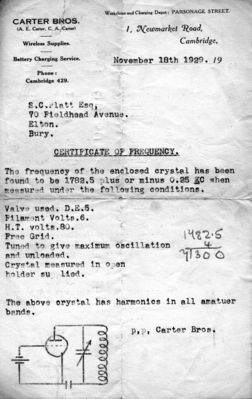 Workshop and Charging Depot: PARSONAGE STREET.
CARTER BROS.
(A. E. Carter, C. A. Carter)
Wireless Supplies.
Battery Charging Service.
Phone:
Cambridge 429.
1, Newmarket Road,
Cambridge,
November 18th 1929. 19
S.C.Platt Esq,
70 Fieldhead Avenue.
Elton.
Bury.
CERTIFICATE OF FREQUENCY.
The frequency of the enclosed crystal has been
found to be 1782.5 plus or minus 0.25 KC when
measured under the following conditions.
Valve used. D.E.5.
Filament Volts.6.
H.T. volts.80.
Free Grid.
Tuned to give maximum oscillation
and unloaded.
Crystal measured in open
holder su lied.
1782.5
4
7130 0
The above crystal has harmonics in all amatuer
bands.
p.p. Carter Bros.